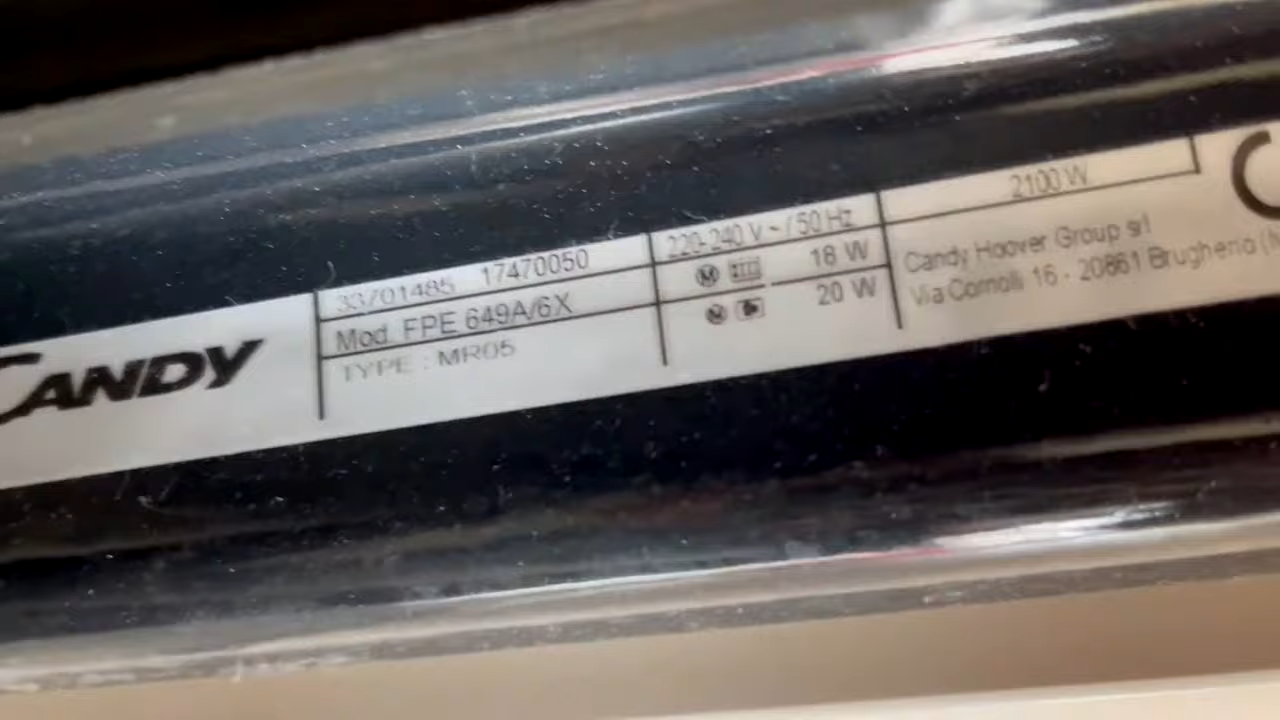 CANDY
33701485 17470050
Mod. FPE 649A/6X
TYPE : MR05
220-240 V ~ / 50 Hz
M 18 W
M 20 W
2100 W
Candy Hoover Group srl
Via Comolli 16 - 20861 Brugherio